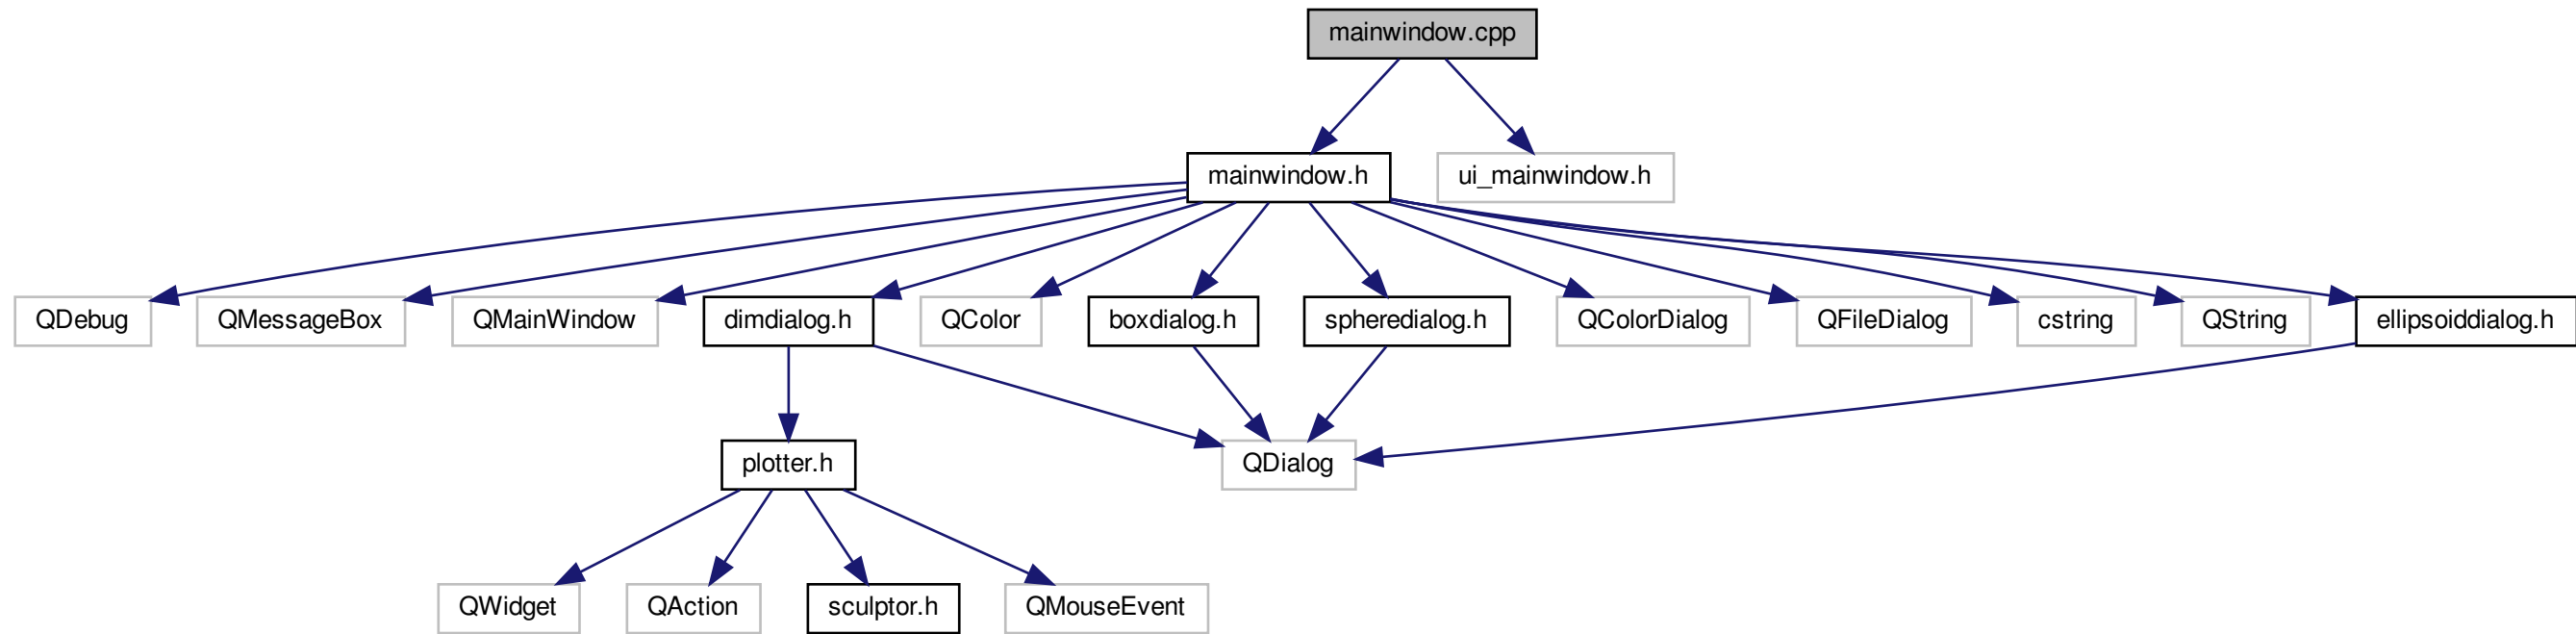 mainwindow.cpp
mainwindow.h
ui_mainwindow.h
QDebug
QMessageBox
QMainWindow
dimdialog.h
QColor
boxdialog.h
spheredialog.h
QColorDialog
QFileDialog
cstring
QString
ellipsoiddialog.h
plotter.h
QDialog
QWidget
QAction
sculptor.h
QMouseEvent